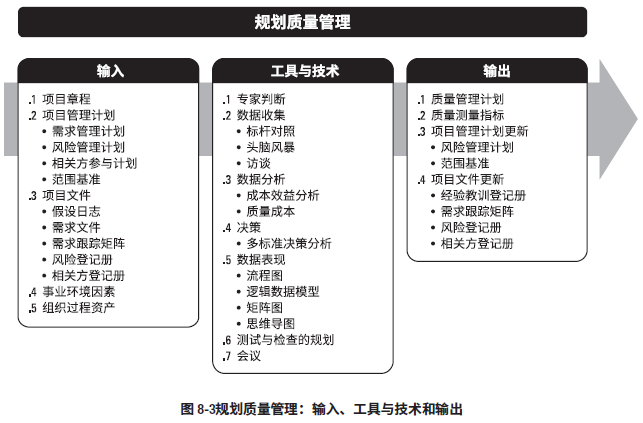 规划质量管理
输入
.1 项目章程
.2 项目管理计划
• 需求管理计划
• 风险管理计划
• 相关方参与计划
• 范围基准
.3 项目文件
• 假设日志
• 需求文件
• 需求跟踪矩阵
• 风险登记册
• 相关方登记册
.4 事业环境因素
.5 组织过程资产
工具与技术
.1 专家判断
.2 数据收集
• 标杆对照
• 头脑风暴
• 访谈
.3 数据分析
• 成本效益分析
• 质量成本
.4 决策
• 多标准决策分析
.5 数据表现
• 流程图
• 逻辑数据模型
• 矩阵图
• 思维导图
.6 测试与检查的规划
.7 会议
输出
.1 质量管理计划
.2 质量测量指标
.3 项目管理计划更新
• 风险管理计划
• 范围基准
.4 项目文件更新
• 经验教训登记册
• 需求跟踪矩阵
• 风险登记册
• 相关方登记册
图 8-3规划质量管理：输入、工具与技术和输出